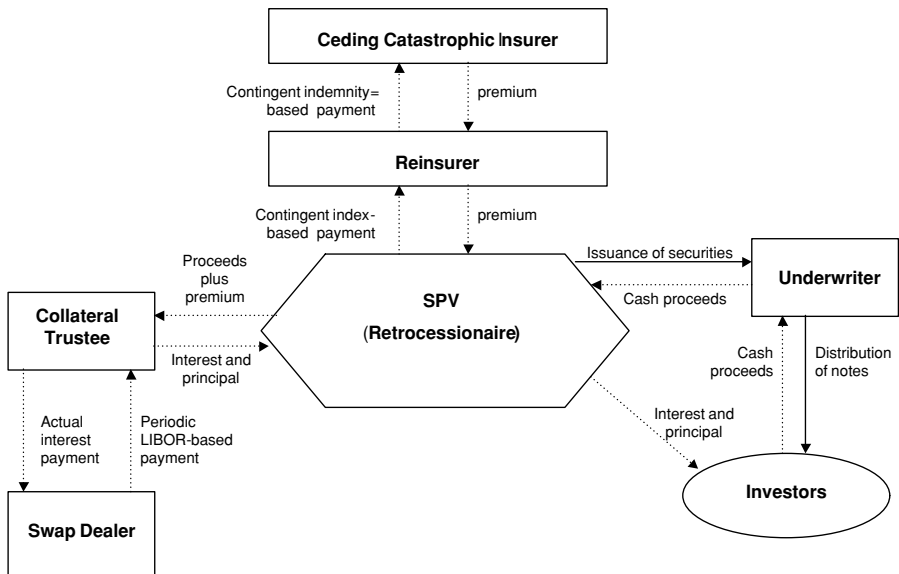 Ceding Catastrophic Insurer
Contingent indemnity=
based payment
premium
Reinsurer
Contingent index-
based payment
premium
Proceeds
plus
premium
Issuance of securities
Underwriter
SPV
(Retrocessionaire)
Cash proceeds
Collateral
Trustee
Interest and
principal
Cash
proceeds
Distribution
of notes
Actual
interest
payment
Periodic
LIBOR-based
payment
Interest and
principal
Investors
Swap Dealer